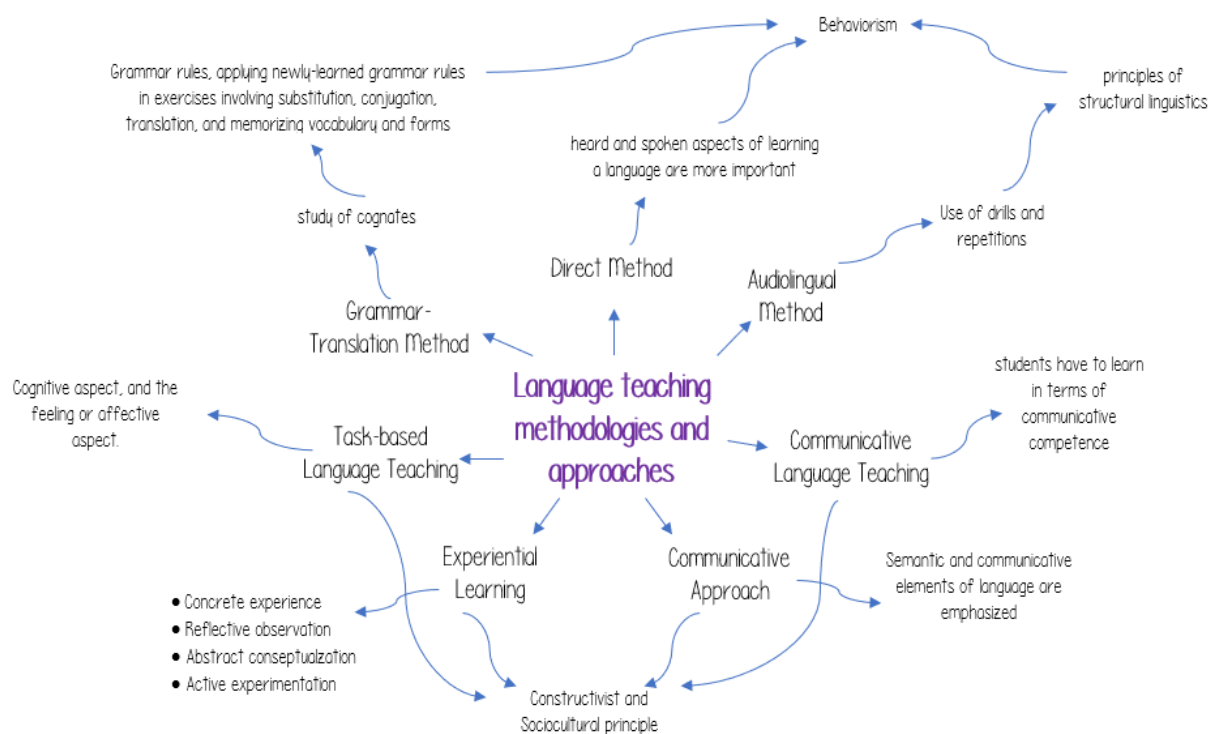 Behaviorism
Grammar rules, applying newly-learned grammar rules
in exercises involving substitution, conjugation,
translation, and memorizing vocabulary and forms
principles of
structural linguistics
heard and spoken aspects of learning
a language are more important
study of cognates
Use of drills and
repetitions
Direct Method
Audiolingual
Method
Grammar-
Translation Method
Language teaching
methodologies and
approaches
students have to learn
in terms of
communicative
competence
Cognitive aspect, and the
feeling or affective
aspect.
Task-based
Language Teaching
Communicative
Language Teaching
Experiential
Learning
Communicative
Approach
Semantic and communicative
elements of language are
emphasized
● Concrete experience
● Reflective observation
● Abstract conseptualzation
● Active experimentation
Constructivist and
Sociocultural principle